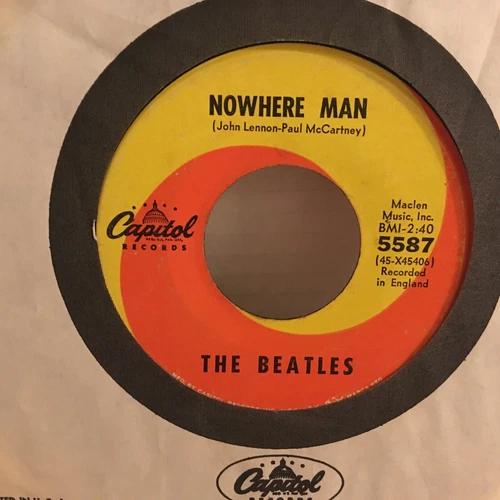 NOWHERE MAN
(John Lennon-Paul McCartney)
Capitol
RECORDS
Maclen
Music, Inc.
BMI-2:40
5587
(45-X45406)
Recorded
in England
THE BEATLES
Capitol
RECORDS